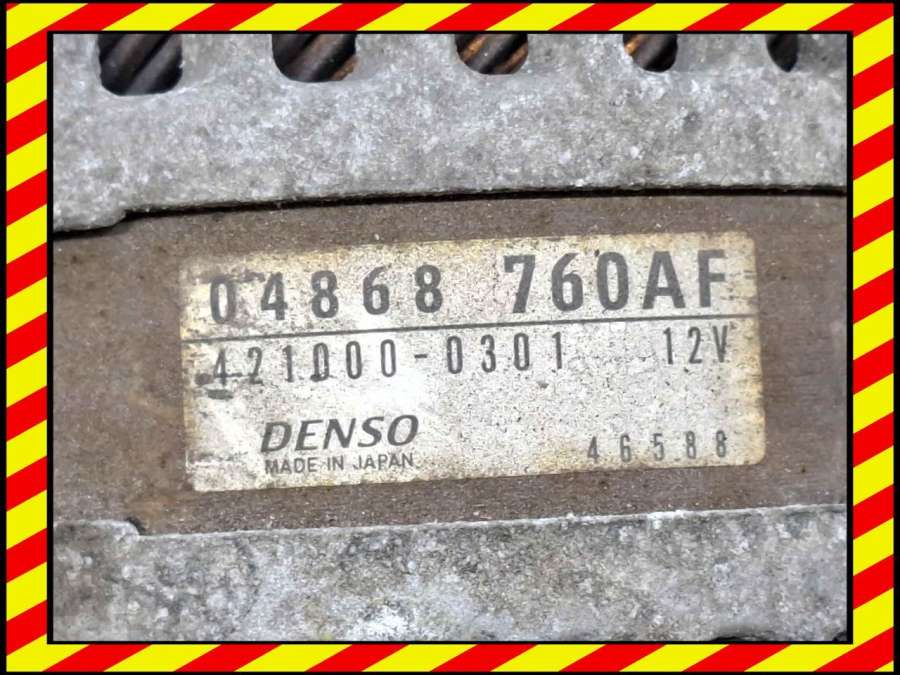 04868 760AF
421000-0301 12V
DENSO
MADE IN JAPAN
46588